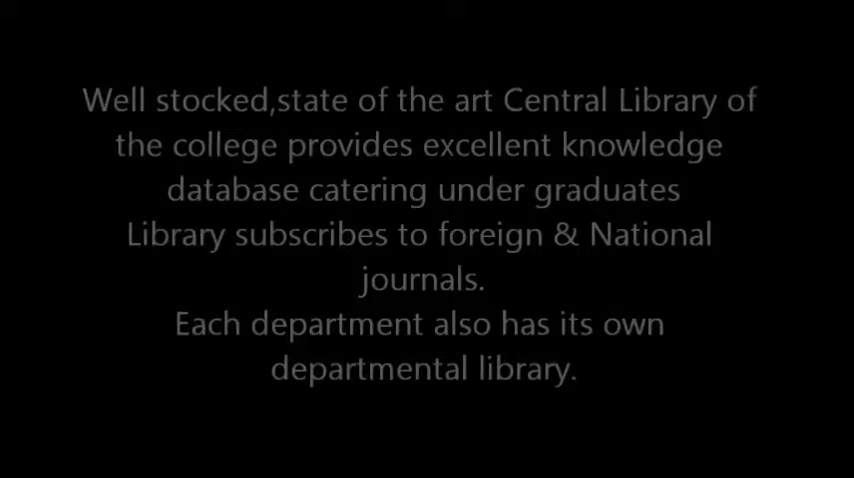 Well stocked,state of the art Central Library of
the college provides excellent knowledge
database catering under graduates
Library subscribes to foreign & National
journals.
Each department also has its own
departmental library.